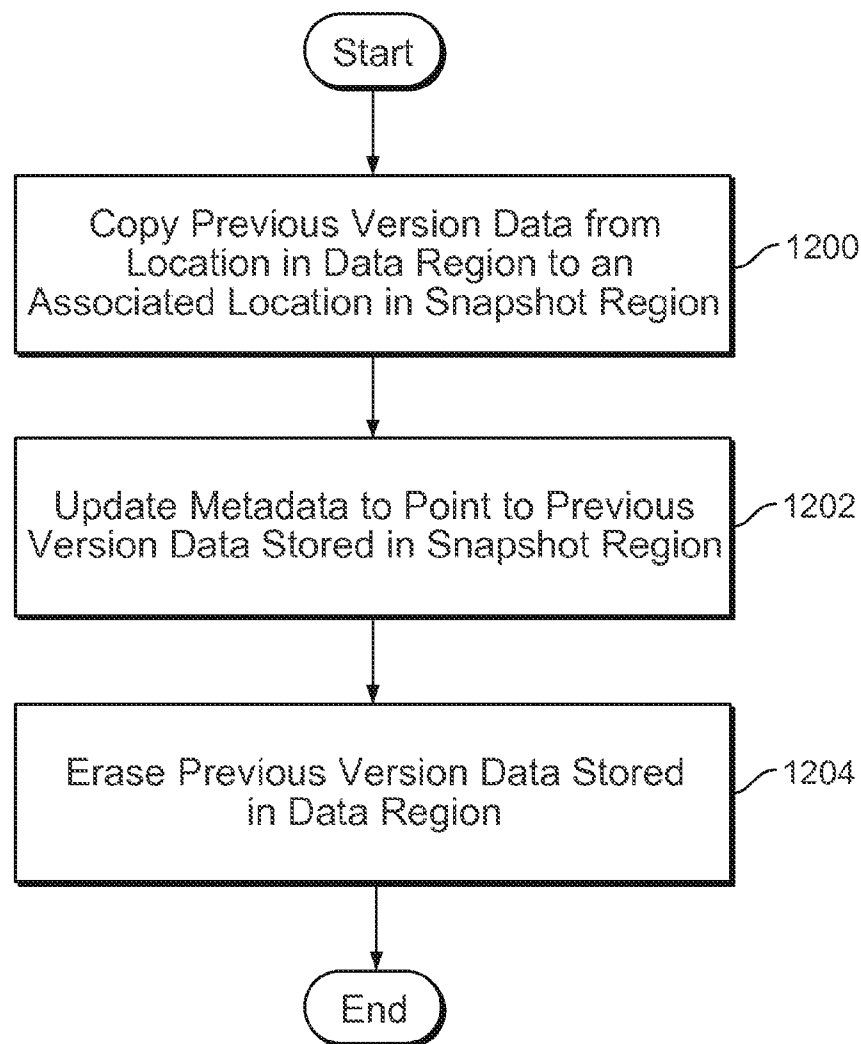 Start
Copy Previous Version Data from
Location in Data Region to an
Associated Location in Snapshot Region
1200
Update Metadata to Point to Previous
Version Data Stored in Snapshot Region
1202
Erase Previous Version Data Stored
in Data Region
1204
End